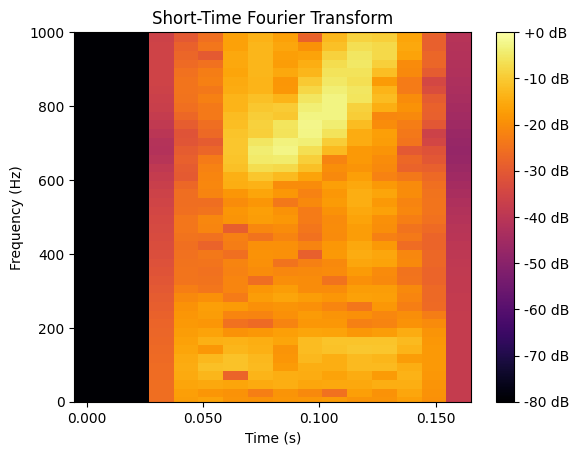 Short-Time Fourier Transform
1000
800
600
400
200
0
Frequency (Hz)
0.000
0.050
0.100
0.150
Time (s)
+0 dB
-10 dB
-20 dB
-30 dB
-40 dB
-50 dB
-60 dB
-70 dB
-80 dB